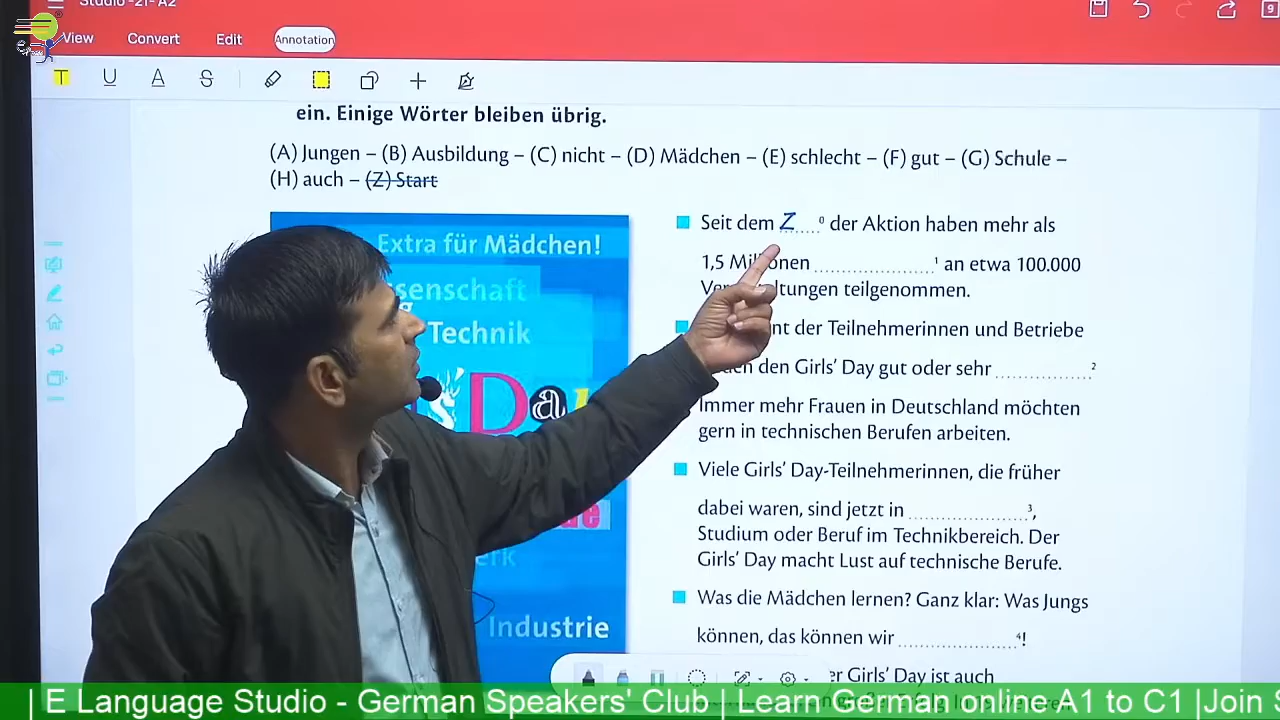 Studio -21- A2
View Convert Edit Annotation
9
T U A S
ein. Einige Wörter bleiben übrig.
(A) Jungen – (B) Ausbildung – (C) nicht – (D) Mädchen – (E) schlecht – (F) gut – (G) Schule –
(H) auch – (Z) Start
Extra für Mädchen!
Technik
Day
Industrie
Seit dem Z ⁰ der Aktion haben mehr als
1,5 Millionen ¹ an etwa 100.000
teilgenommen.
der Teilnehmerinnen und Betriebe
den Girls' Day gut oder sehr ²
Immer mehr Frauen in Deutschland möchten
gern in technischen Berufen arbeiten.
Viele Girls' Day-Teilnehmerinnen, die früher
dabei waren, sind jetzt in ³,
Studium oder Beruf im Technikbereich. Der
Girls' Day macht Lust auf technische Berufe.
Was die Mädchen lernen? Ganz klar: Was Jungs
können, das können wir ⁴!
Girls' Day ist auch
| E Language Studio - German Speakers' Club | Learn German online A1 to C1 |Join S